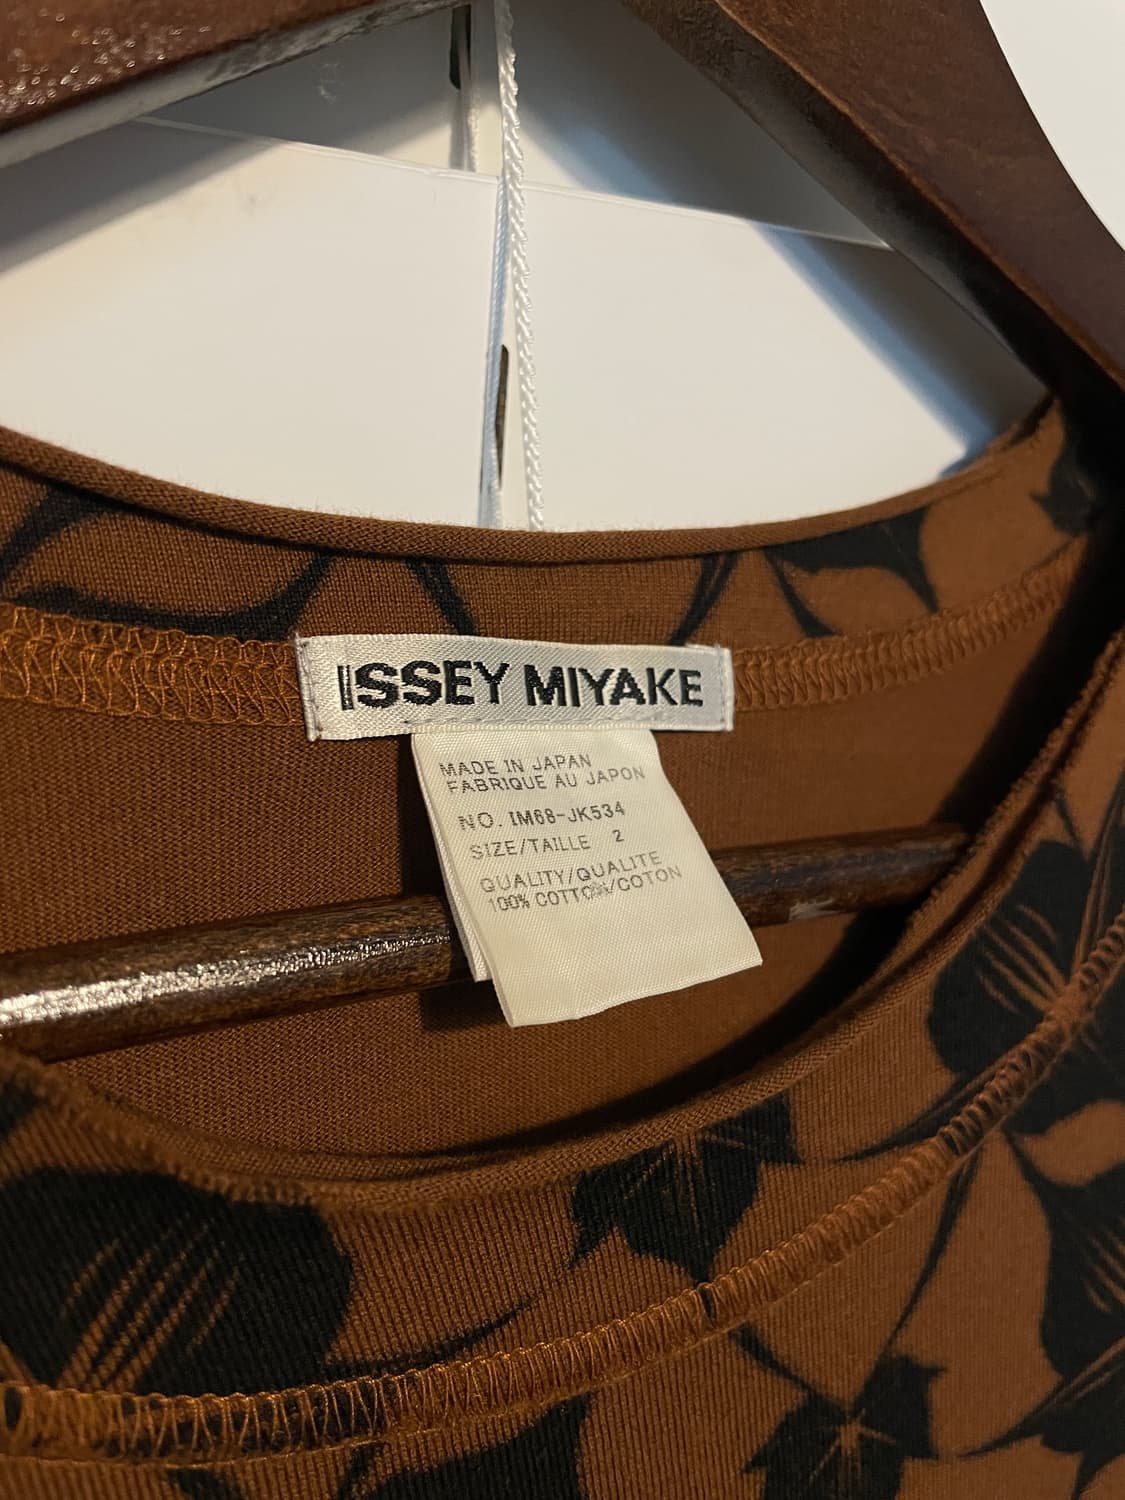 ISSEY MIYAKE
MADE IN JAPAN
FABRIQUE AU JAPON
NO. IM68-JK534
SIZE/TAILLE 2
QUALITY/QUALITE
100% COTTON/COTON